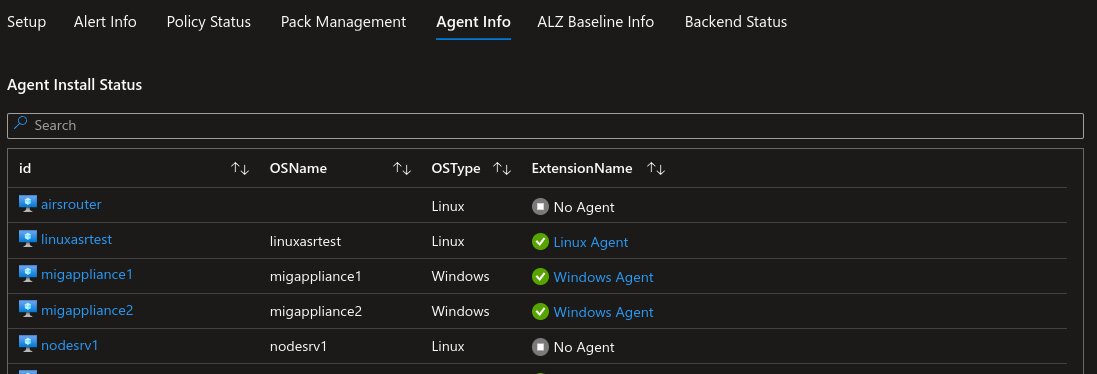 Setup Alert Info Policy Status Pack Management Agent Info ALZ Baseline Info Backend Status
Agent Install Status
Search
id OSName OSType ExtensionName
airsrouter Linux No Agent
linuxasrtest linuxasrtest Linux Linux Agent
migappliance1 migappliance1 Windows Windows Agent
migappliance2 migappliance2 Windows Windows Agent
nodesrv1 nodesrv1 Linux No Agent